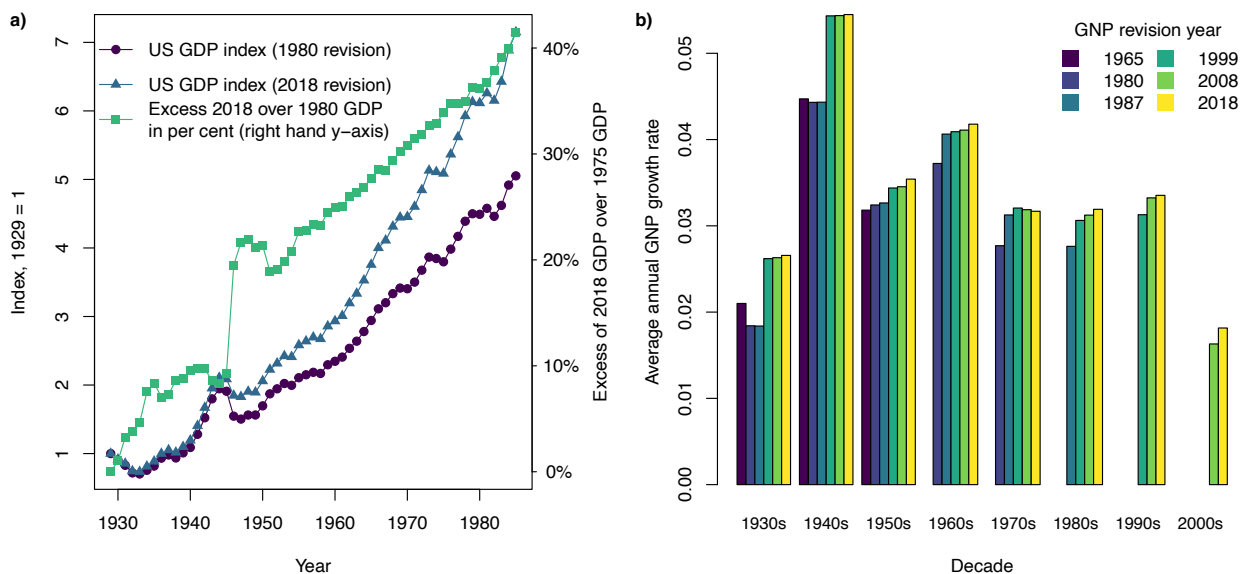 a)
US GDP index (1980 revision)
US GDP index (2018 revision)
Excess 2018 over 1980 GDP
in per cent (right hand y−axis)
Index, 1929 = 1
1
2
3
4
5
6
7
Excess of 2018 GDP over 1975 GDP
0%
10%
20%
30%
40%
1930
1940
1950
1960
1970
1980
Year
b)
GNP revision year
1965
1980
1987
1999
2008
2018
Average annual GNP growth rate
0.00
0.01
0.02
0.03
0.04
0.05
1930s
1940s
1950s
1960s
1970s
1980s
1990s
2000s
Decade